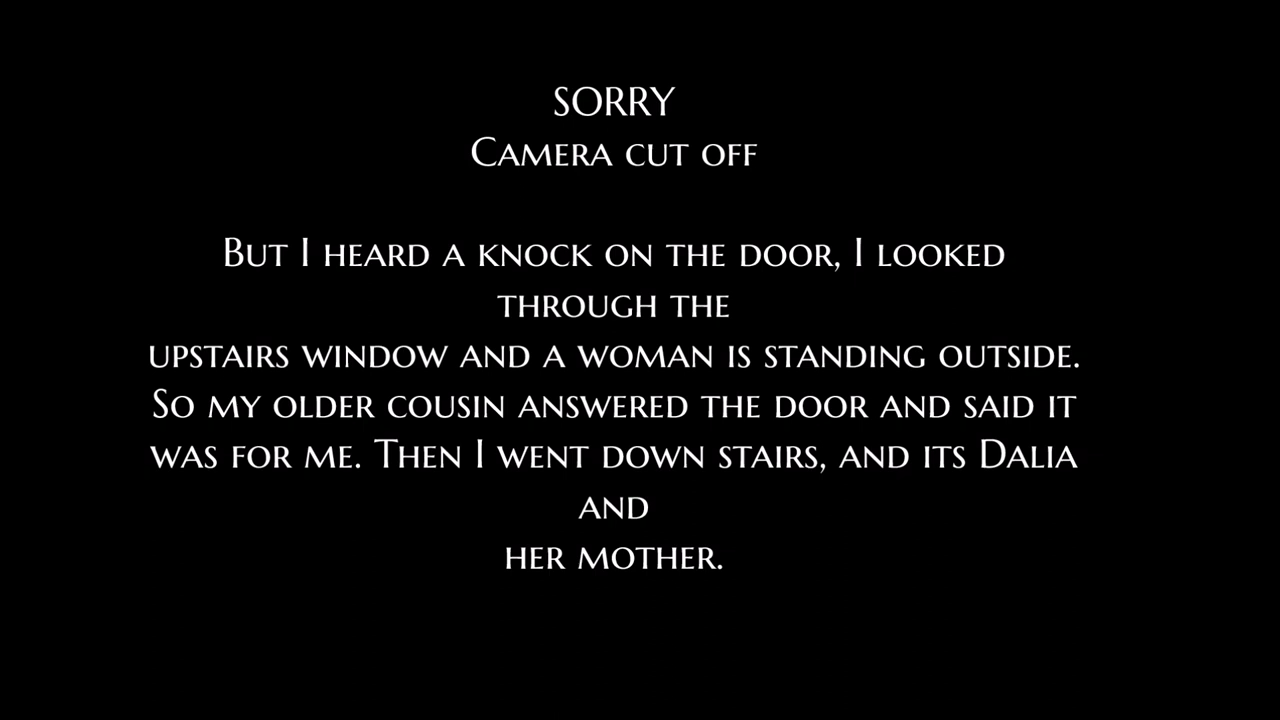 SORRY
Camera cut off
But I heard a knock on the door, I looked
through the
upstairs window and a woman is standing outside.
So my older cousin answered the door and said it
was for me. Then I went down stairs, and its Dalia
and
her mother.